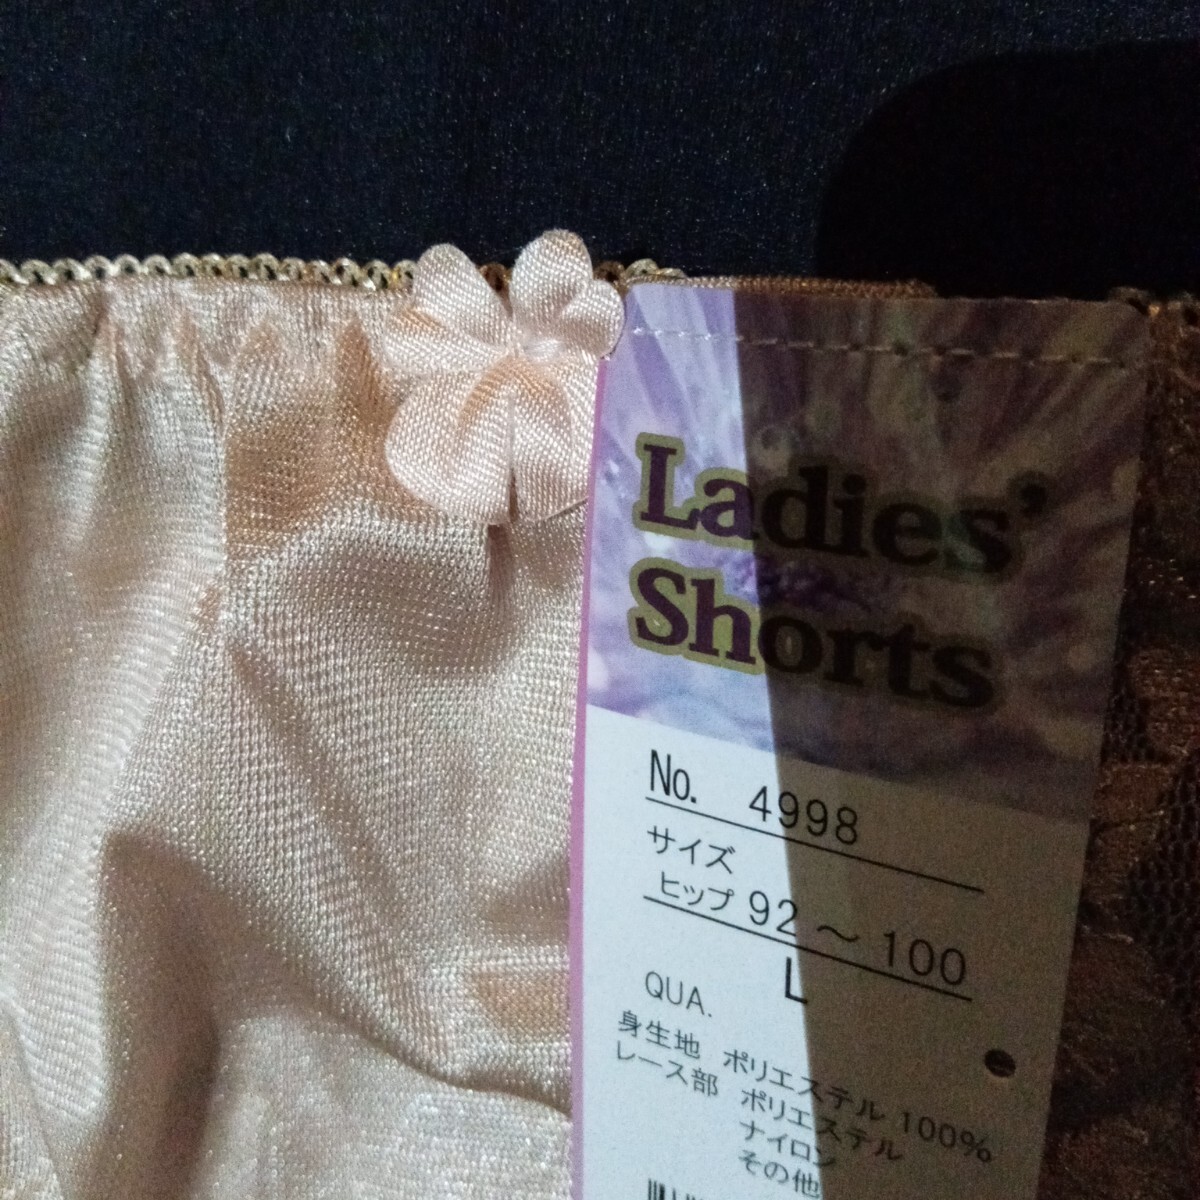 Ladies'
Shorts
No. 4998
サイズ
ヒップ 92 ～ 100
L
QUA.
身生地 ポリエステル 100%
レース部 ポリエステル
ナイロン
その他